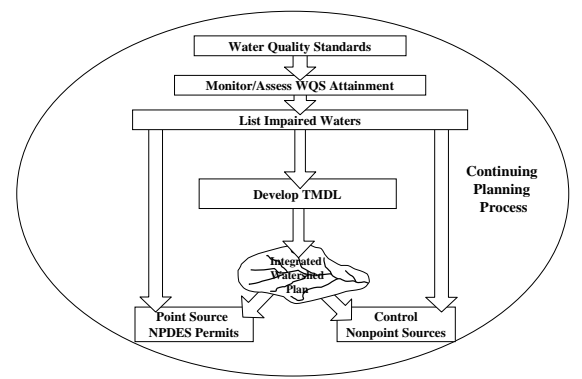 Water Quality Standards
Monitor/Assess WQS Attainment
List Impaired Waters
Continuing
Planning
Process
Develop TMDL
Integrated
Watershed
Plan
Point Source
NPDES Permits
Control
Nonpoint Sources